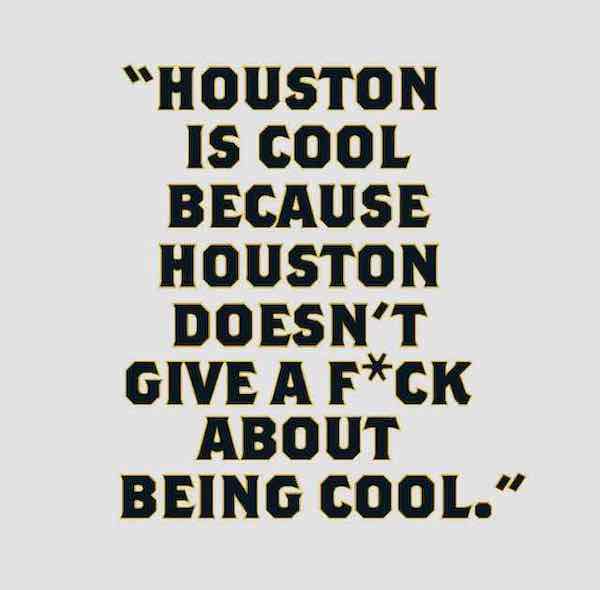 “HOUSTON
IS COOL
BECAUSE
HOUSTON
DOESN’T
GIVE A F*CK
ABOUT
BEING COOL.”